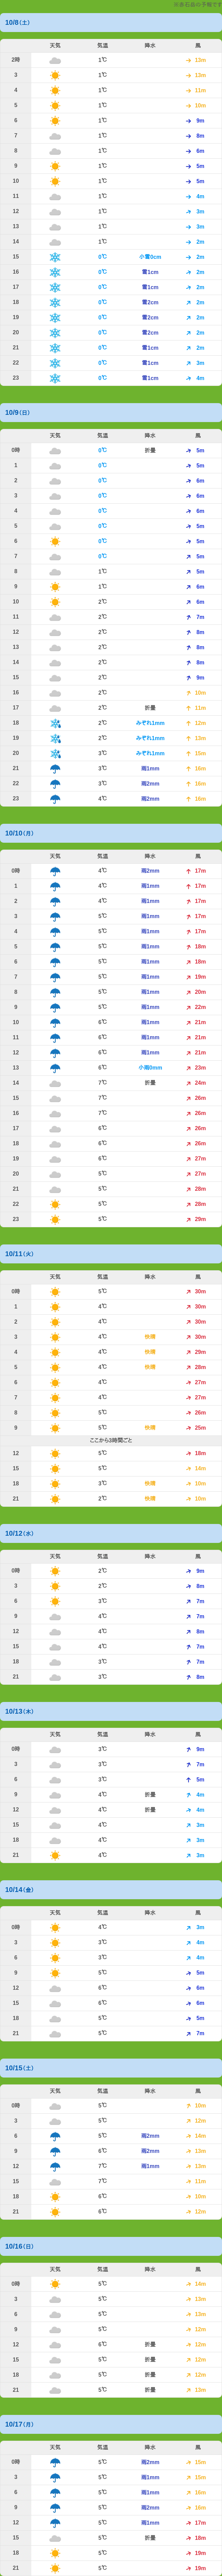 10/8(土)
天気 気温 降水 風
2時 1℃ 13m
3 1℃ 13m
4 1℃ 11m
5 1℃ 10m
6 1℃ 9m
7 1℃ 8m
8 1℃ 6m
9 1℃ 5m
10 1℃ 5m
11 1℃ 4m
12 1℃ 3m
13 1℃ 3m
14 1℃ 2m
15 0℃ 小雪0cm 2m
16 0℃ 雪1cm 2m
17 0℃ 雪1cm 2m
18 0℃ 雪2cm 2m
19 0℃ 雪2cm 2m
20 0℃ 雪2cm 2m
21 0℃ 雪1cm 2m
22 0℃ 雪1cm 3m
23 0℃ 雪1cm 4m
10/9(日)
天気 気温 降水 風
0時 0℃ 折畳 5m
1 0℃ 5m
2 0℃ 6m
3 0℃ 6m
4 0℃ 6m
5 0℃ 5m
6 0℃ 5m
7 0℃ 5m
8 1℃ 5m
9 1℃ 6m
10 2℃ 6m
11 2℃ 7m
12 2℃ 8m
13 2℃ 8m
14 2℃ 8m
15 2℃ 9m
16 2℃ 10m
17 2℃ 折畳 11m
18 2℃ みぞれ1mm 12m
19 2℃ みぞれ1mm 13m
20 3℃ みぞれ1mm 15m
21 3℃ 雨1mm 16m
22 3℃ 雨2mm 16m
23 4℃ 雨2mm 16m
10/10(月)
天気 気温 降水 風
0時 4℃ 雨2mm 17m
1 4℃ 雨1mm 17m
2 4℃ 雨1mm 17m
3 5℃ 雨1mm 17m
4 5℃ 雨1mm 17m
5 5℃ 雨1mm 18m
6 5℃ 雨1mm 18m
7 5℃ 雨1mm 19m
8 5℃ 雨1mm 20m
9 5℃ 雨1mm 22m
10 6℃ 雨1mm 21m
11 6℃ 雨1mm 21m
12 6℃ 雨1mm 21m
13 6℃ 小雨0mm 23m
14 7℃ 折畳 24m
15 7℃ 26m
16 7℃ 26m
17 6℃ 26m
18 6℃ 26m
19 6℃ 27m
20 5℃ 27m
21 5℃ 28m
22 5℃ 28m
23 5℃ 29m
10/11(火)
天気 気温 降水 風
0時 5℃ 30m
1 4℃ 30m
2 4℃ 30m
3 4℃ 快晴 30m
4 4℃ 快晴 29m
5 4℃ 快晴 28m
6 4℃ 27m
7 4℃ 27m
8 5℃ 26m
9 5℃ 快晴 25m
ここから3時間ごと
12 5℃ 18m
15 5℃ 14m
18 3℃ 快晴 10m
21 2℃ 快晴 10m
10/12(水)
天気 気温 降水 風
0時 2℃ 9m
3 2℃ 8m
6 3℃ 7m
9 4℃ 7m
12 4℃ 8m
15 4℃ 7m
18 3℃ 7m
21 3℃ 8m
10/13(木)
天気 気温 降水 風
0時 3℃ 9m
3 3℃ 7m
6 3℃ 5m
9 4℃ 折畳 4m
12 4℃ 折畳 4m
15 4℃ 3m
18 4℃ 3m
21 4℃ 3m
10/14(金)
天気 気温 降水 風
0時 4℃ 3m
3 3℃ 4m
6 3℃ 4m
9 5℃ 5m
12 6℃ 6m
15 6℃ 6m
18 5℃ 5m
21 5℃ 7m
10/15(土)
天気 気温 降水 風
0時 5℃ 10m
3 5℃ 12m
6 5℃ 雨2mm 14m
9 6℃ 雨2mm 13m
12 7℃ 雨1mm 13m
15 7℃ 11m
18 6℃ 10m
21 6℃ 12m
10/16(日)
天気 気温 降水 風
0時 5℃ 14m
3 5℃ 13m
6 5℃ 13m
9 5℃ 12m
12 6℃ 折畳 12m
15 5℃ 折畳 12m
18 5℃ 折畳 12m
21 5℃ 折畳 13m
10/17(月)
天気 気温 降水 風
0時 5℃ 雨2mm 15m
3 5℃ 雨1mm 15m
6 5℃ 雨1mm 15m
9 5℃ 雨2mm 16m
12 5℃ 雨1mm 17m
15 5℃ 折畳 18m
18 5℃ 19m
21 5℃ 19m